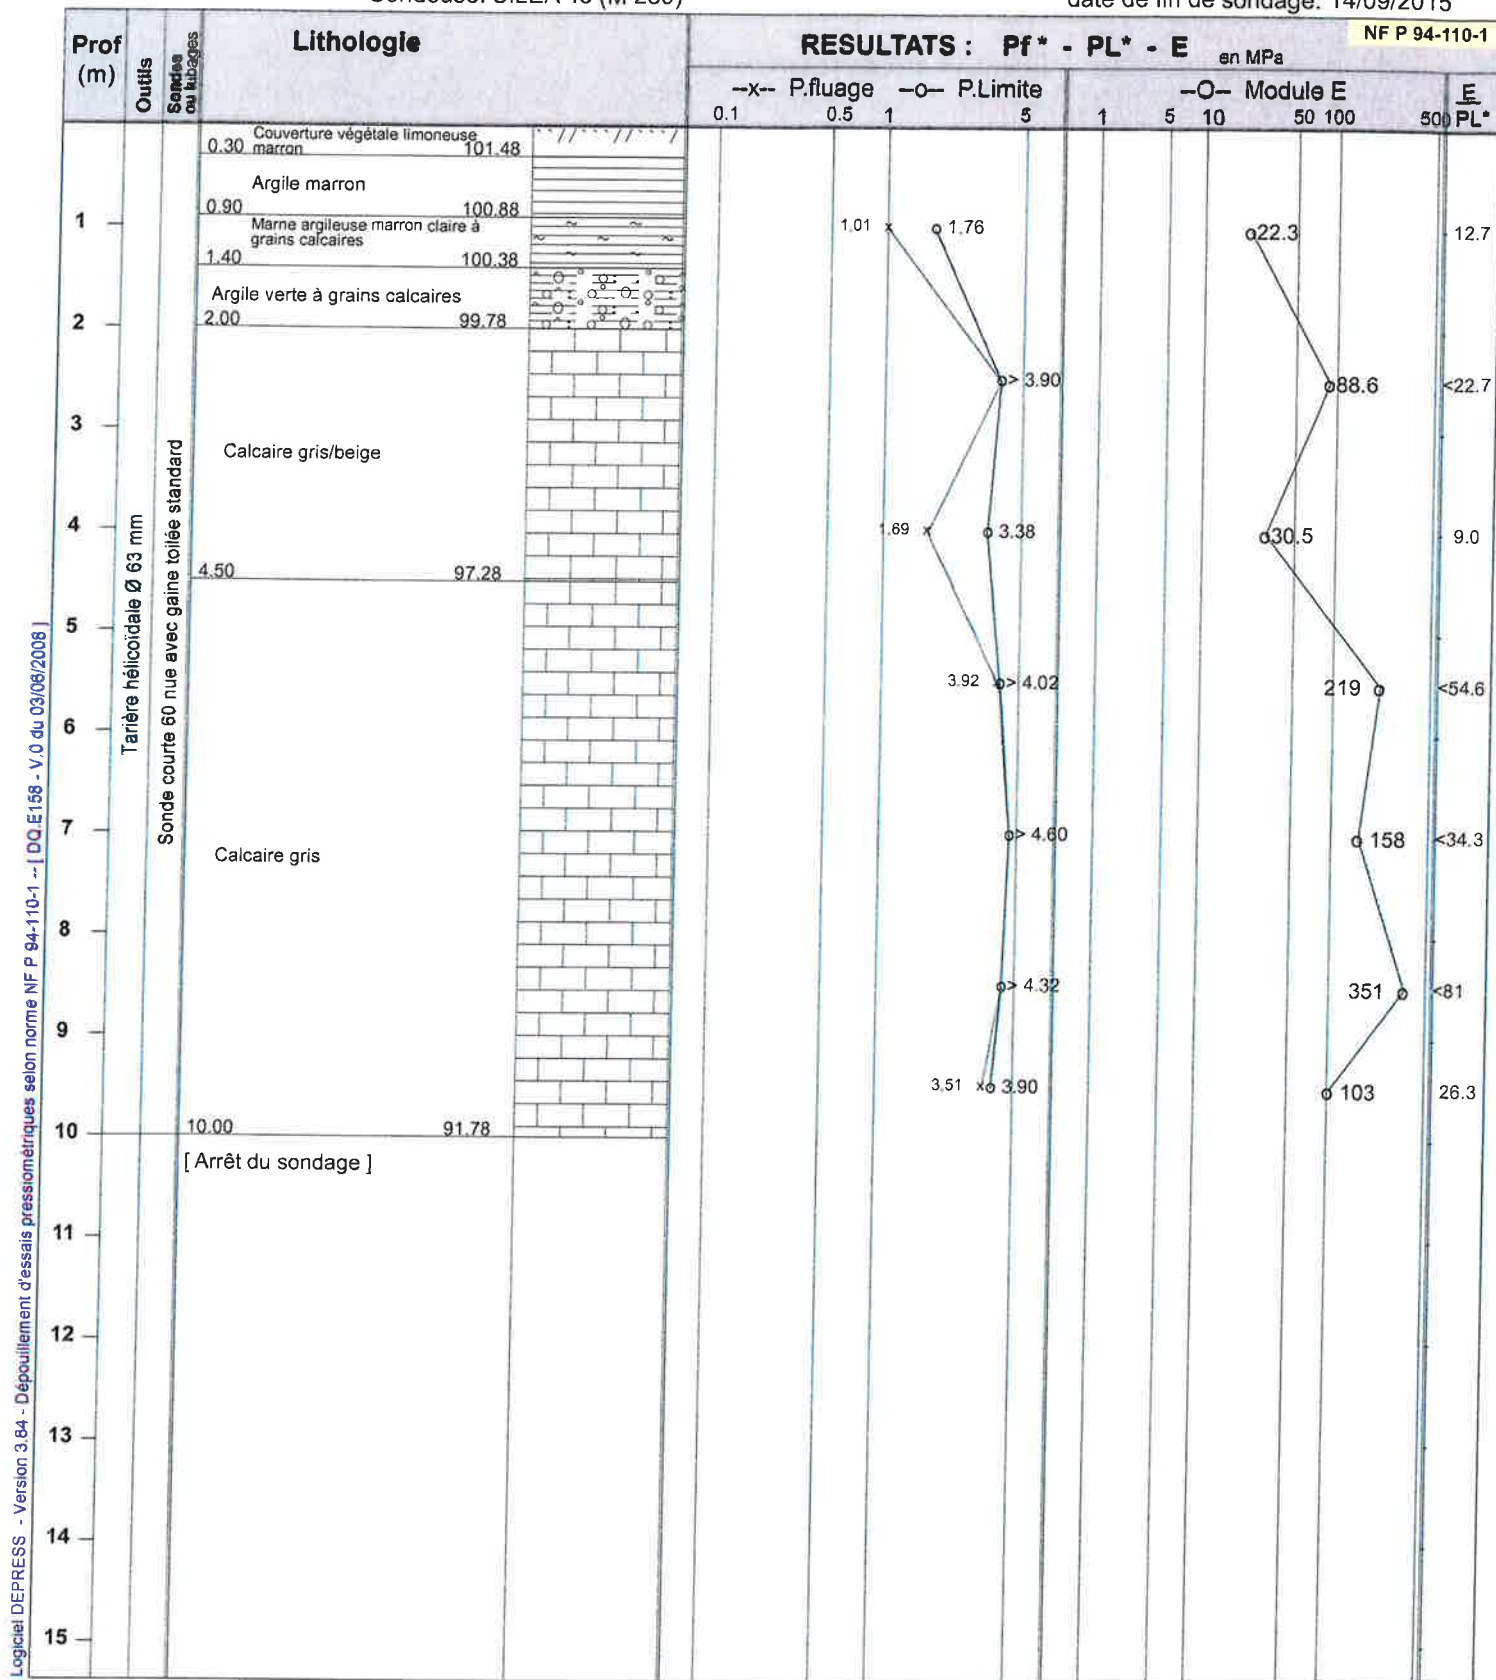 date de fin de sondage: 14/09/2015
NF P 94-110-1
Prof
(m)
Outils
Sondes
ou tubages
Lithologie
RESULTATS : Pf* - PL* - E en MPa
--x-- P.fluage --o-- P.Limite
--O-- Module E
E
PL*
0.1 0.5 1 5
1 5 10 50 100 500
Couverture végétale limoneuse
marron
0.30 101.48
Argile marron
0.90 100.88
Marne argileuse marron claire à
grains calcaires
1.40 100.38
Argile verte à grains calcaires
2.00 99.78
Calcaire gris/beige
4.50 97.28
Calcaire gris
10.00 91.78
[ Arrêt du sondage ]
1
2
3
4
5
6
7
8
9
10
11
12
13
14
15
Tarière hélicoïdale Ø 63 mm
Sonde courte 60 nue avec gaine toilée standard
1.01 1.76 22.3 12.7
> 3.90 88.6 <22.7
1.69 3.38 30.5 9.0
3.92 > 4.02 219 <54.6
> 4.60 158 <34.3
> 4.32 351 <81
3.51 3.90 103 26.3
Logiciel DEPRESS - Version 3.84 - Dépouillement d'essais pressiométriques selon norme NF P 94-110-1 -- [ DQ.E158 - V.0 du 03/06/2008 ]